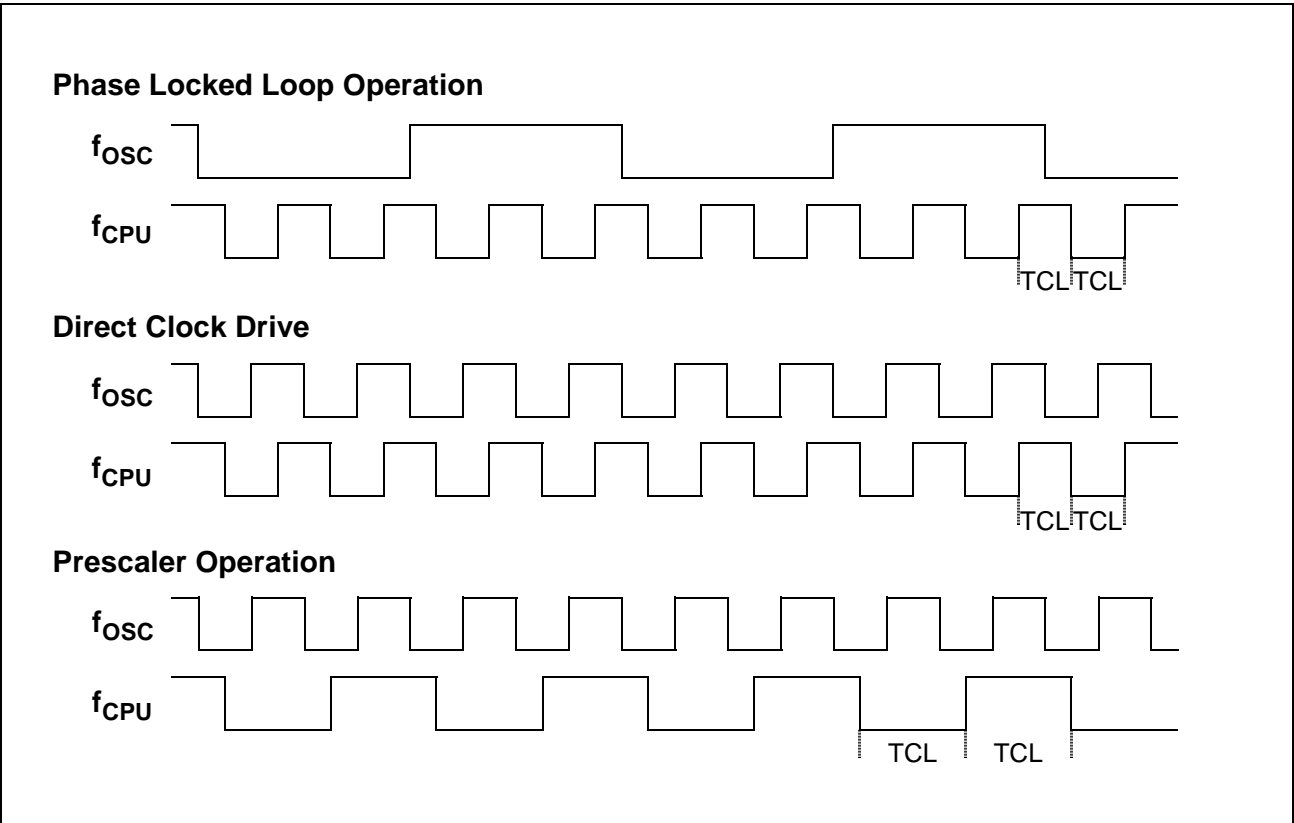 Phase Locked Loop Operation
fOSC
fCPU
TCL TCL
Direct Clock Drive
fOSC
fCPU
TCL TCL
Prescaler Operation
fOSC
fCPU
TCL TCL